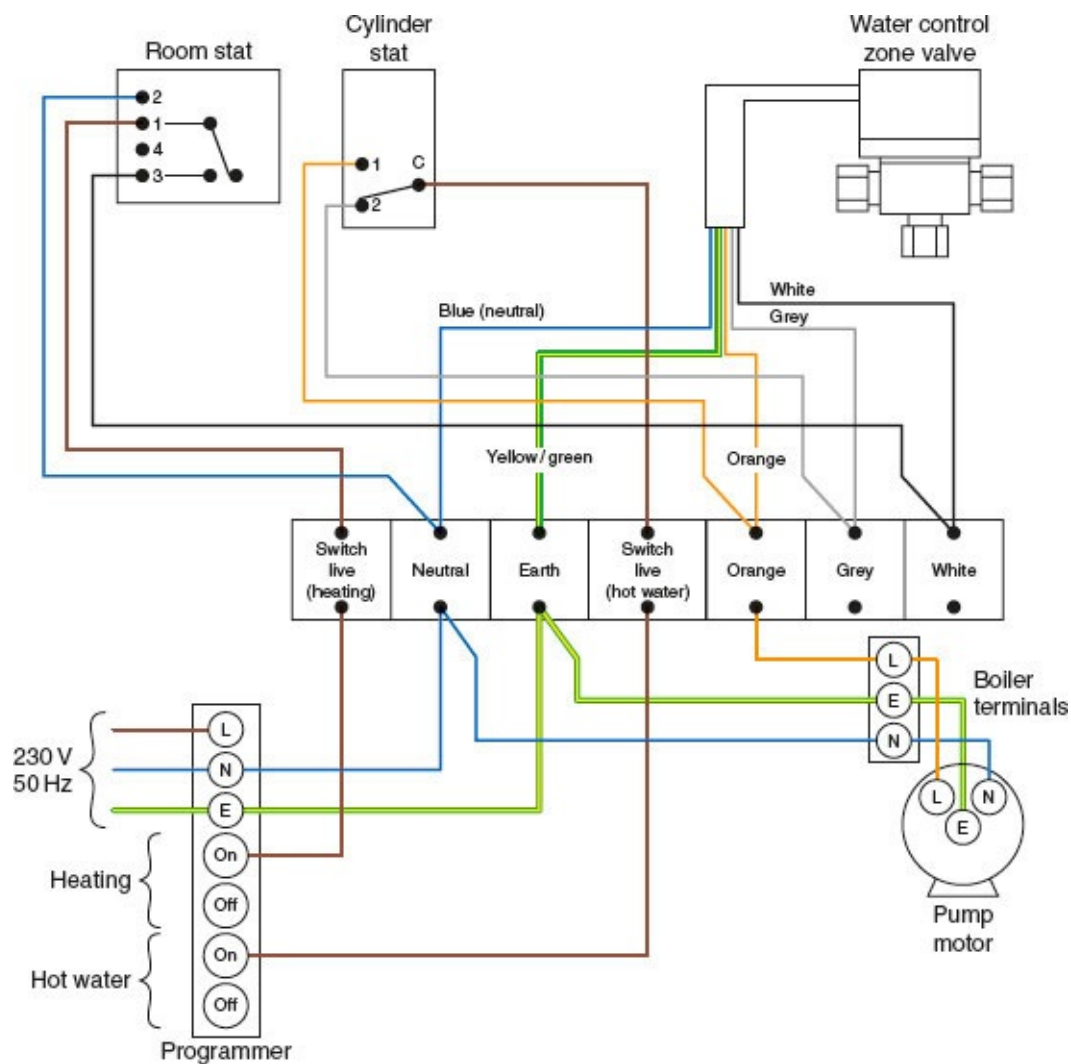 Cylinder
stat
Water control
zone valve
Room stat
2
1
4
3
1
C
2
White
Blue (neutral)
Grey
Yellow/green
Orange
Switch
live
(heating)
Neutral
Earth
Switch
live
(hot water)
Orange
Grey
White
L
E
N
Boiler
terminals
230 V
50 Hz
L
N
E
On
Off
On
Off
Heating
Hot water
Programmer
L
N
E
Pump
motor